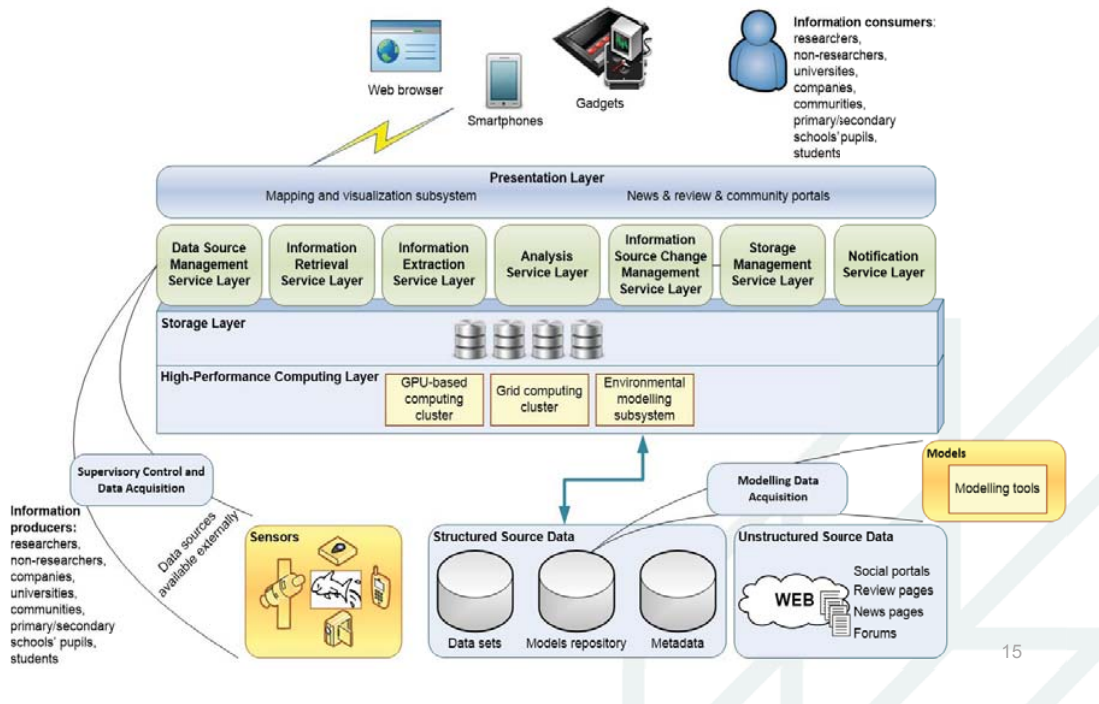 Web browser
Smartphones
Gadgets
Information consumers:
researchers,
non-researchers,
universites,
companies,
communities,
primary/secondary
schools' pupils,
students
Presentation Layer
Mapping and visualization subsystem
News & review & community portals
Data Source
Management
Service Layer
Information
Retrieval
Service Layer
Information
Extraction
Service Layer
Analysis
Service Layer
Information
Source Change
Management
Service Layer
Storage
Management
Service Layer
Notification
Service Layer
Storage Layer
High-Performance Computing Layer
GPU-based
computing
cluster
Grid computing
cluster
Environmental
modelling
subsystem
Supervisory Control and
Data Acquisition
Modelling Data
Acquisition
Models
Modelling tools
Information
producers:
researchers,
non-researchers,
companies,
universities,
communities,
primary/secondary
schools' pupils,
students
Data sources
available externally
Sensors
Structured Source Data
Data sets
Models repository
Metadata
Unstructured Source Data
WEB
Social portals
Review pages
News pages
Forums
15